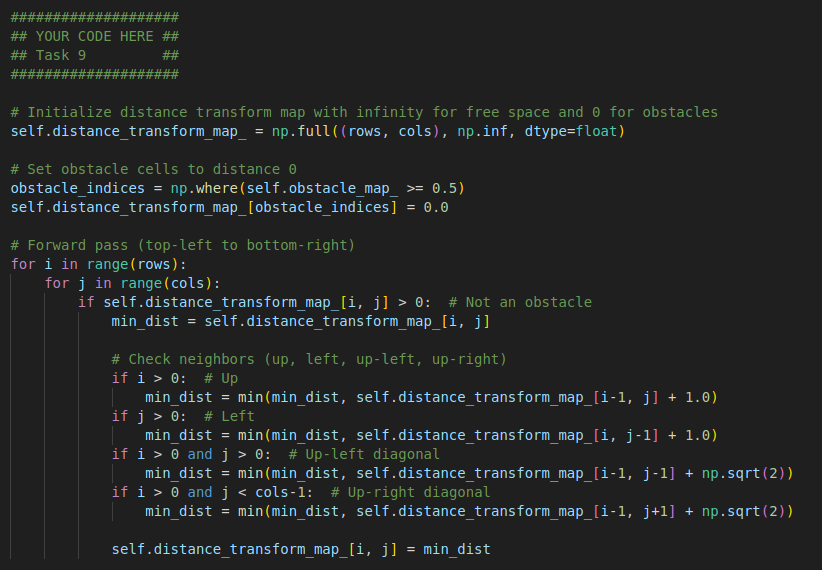 ####################
## YOUR CODE HERE ##
## Task 9         ##
####################
# Initialize distance transform map with infinity for free space and 0 for obstacles
self.distance_transform_map_ = np.full((rows, cols), np.inf, dtype=float)
# Set obstacle cells to distance 0
obstacle_indices = np.where(self.obstacle_map_ >= 0.5)
self.distance_transform_map_[obstacle_indices] = 0.0
# Forward pass (top-left to bottom-right)
for i in range(rows):
    for j in range(cols):
        if self.distance_transform_map_[i, j] > 0:  # Not an obstacle
            min_dist = self.distance_transform_map_[i, j]
            # Check neighbors (up, left, up-left, up-right)
            if i > 0:  # Up
                min_dist = min(min_dist, self.distance_transform_map_[i-1, j] + 1.0)
            if j > 0:  # Left
                min_dist = min(min_dist, self.distance_transform_map_[i, j-1] + 1.0)
            if i > 0 and j > 0:  # Up-left diagonal
                min_dist = min(min_dist, self.distance_transform_map_[i-1, j-1] + np.sqrt(2))
            if i > 0 and j < cols-1:  # Up-right diagonal
                min_dist = min(min_dist, self.distance_transform_map_[i-1, j+1] + np.sqrt(2))
            self.distance_transform_map_[i, j] = min_dist